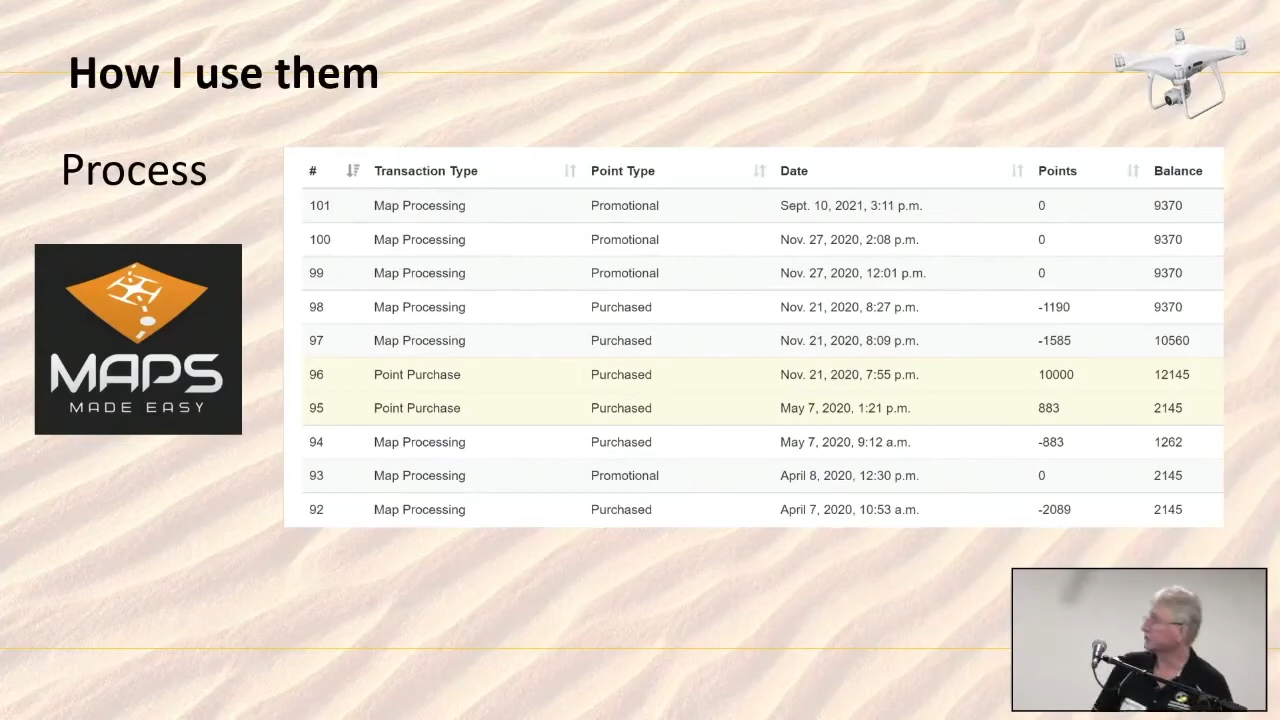 How I use them
Process
MAPS
MADE EASY
# Transaction Type Point Type Date Points Balance
101 Map Processing Promotional Sept. 10, 2021, 3:11 p.m. 0 9370
100 Map Processing Promotional Nov. 27, 2020, 2:08 p.m. 0 9370
99 Map Processing Promotional Nov. 27, 2020, 12:01 p.m. 0 9370
98 Map Processing Purchased Nov. 21, 2020, 8:27 p.m. -1190 9370
97 Map Processing Purchased Nov. 21, 2020, 8:09 p.m. -1585 10560
96 Point Purchase Purchased Nov. 21, 2020, 7:55 p.m. 10000 12145
95 Point Purchase Purchased May 7, 2020, 1:21 p.m. 883 2145
94 Map Processing Purchased May 7, 2020, 9:12 a.m. -883 1262
93 Map Processing Promotional April 8, 2020, 12:30 p.m. 0 2145
92 Map Processing Purchased April 7, 2020, 10:53 a.m. -2089 2145